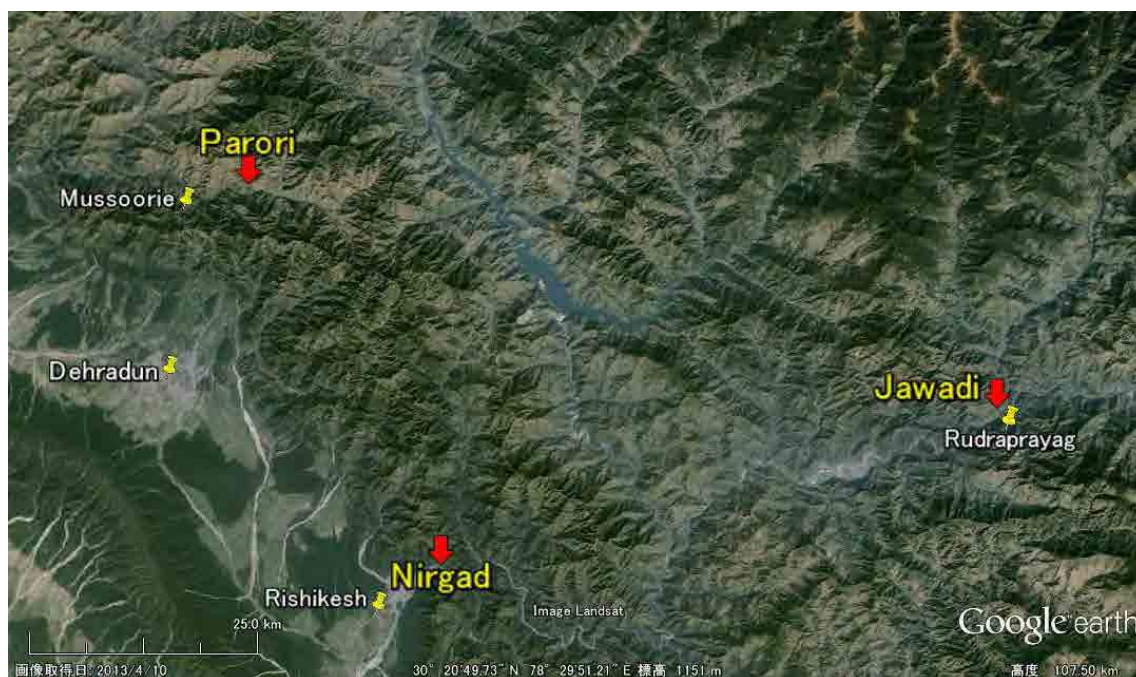 Parori
Mussoorie
Dehradun
Jawadi
Rudraprayag
Nirgad
Rishikesh
Image Landsat
25.0 km
Google earth
画像取得日: 2013/4/10
30° 20'49.73" N 78° 29'51.21" E 標高 1151 m
高度 107.50 km